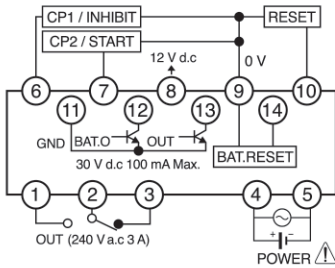 CP1 / INHIBIT
RESET
CP2 / START
12 V d.c
0 V
6
7
8
9
10
11
12
13
14
GND
BAT.O
OUT
30 V d.c 100 mA Max.
BAT.RESET
1
2
3
4
5
OUT (240 V a.c 3 A)
+
−
POWER
!